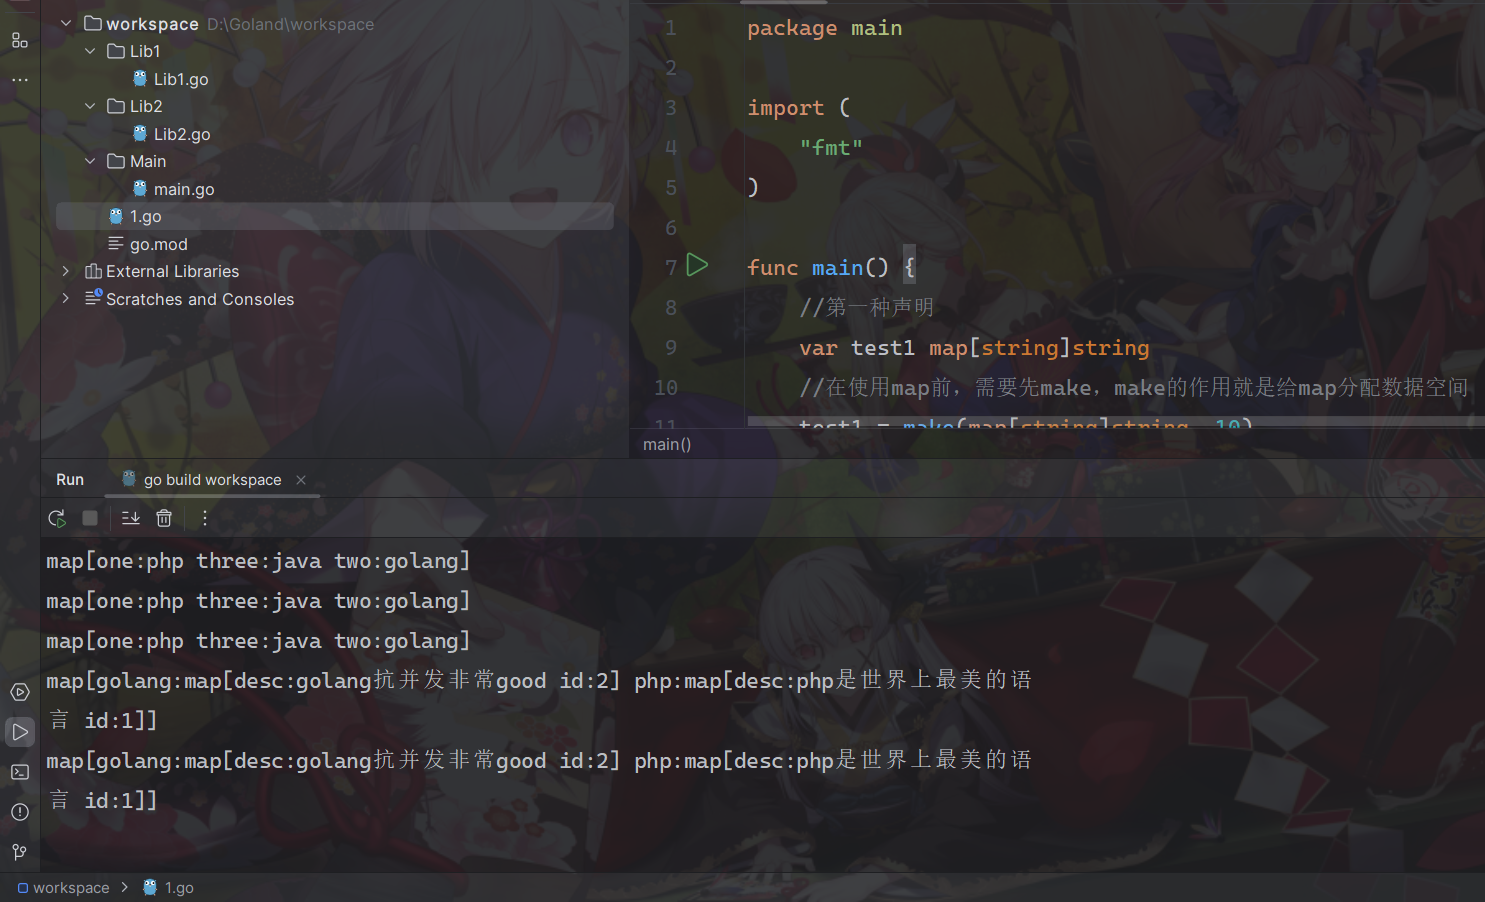 workspace D:\Goland\workspace
Lib1
Lib1.go
Lib2
Lib2.go
Main
main.go
1.go
go.mod
External Libraries
Scratches and Consoles
1 package main
2
3 import (
4 "fmt"
5 )
6
7 func main() {
8 //第一种声明
9 var test1 map[string]string
10 //在使用map前，需要先make，make的作用就是给map分配数据空间
11 test1 = make(map[string]string, 10)
main()
Run go build workspace
map[one:php three:java two:golang]
map[one:php three:java two:golang]
map[one:php three:java two:golang]
map[golang:map[desc:golang抗并发非常good id:2] php:map[desc:php是世界上最美的语
言 id:1]]
map[golang:map[desc:golang抗并发非常good id:2] php:map[desc:php是世界上最美的语
言 id:1]]
workspace > 1.go